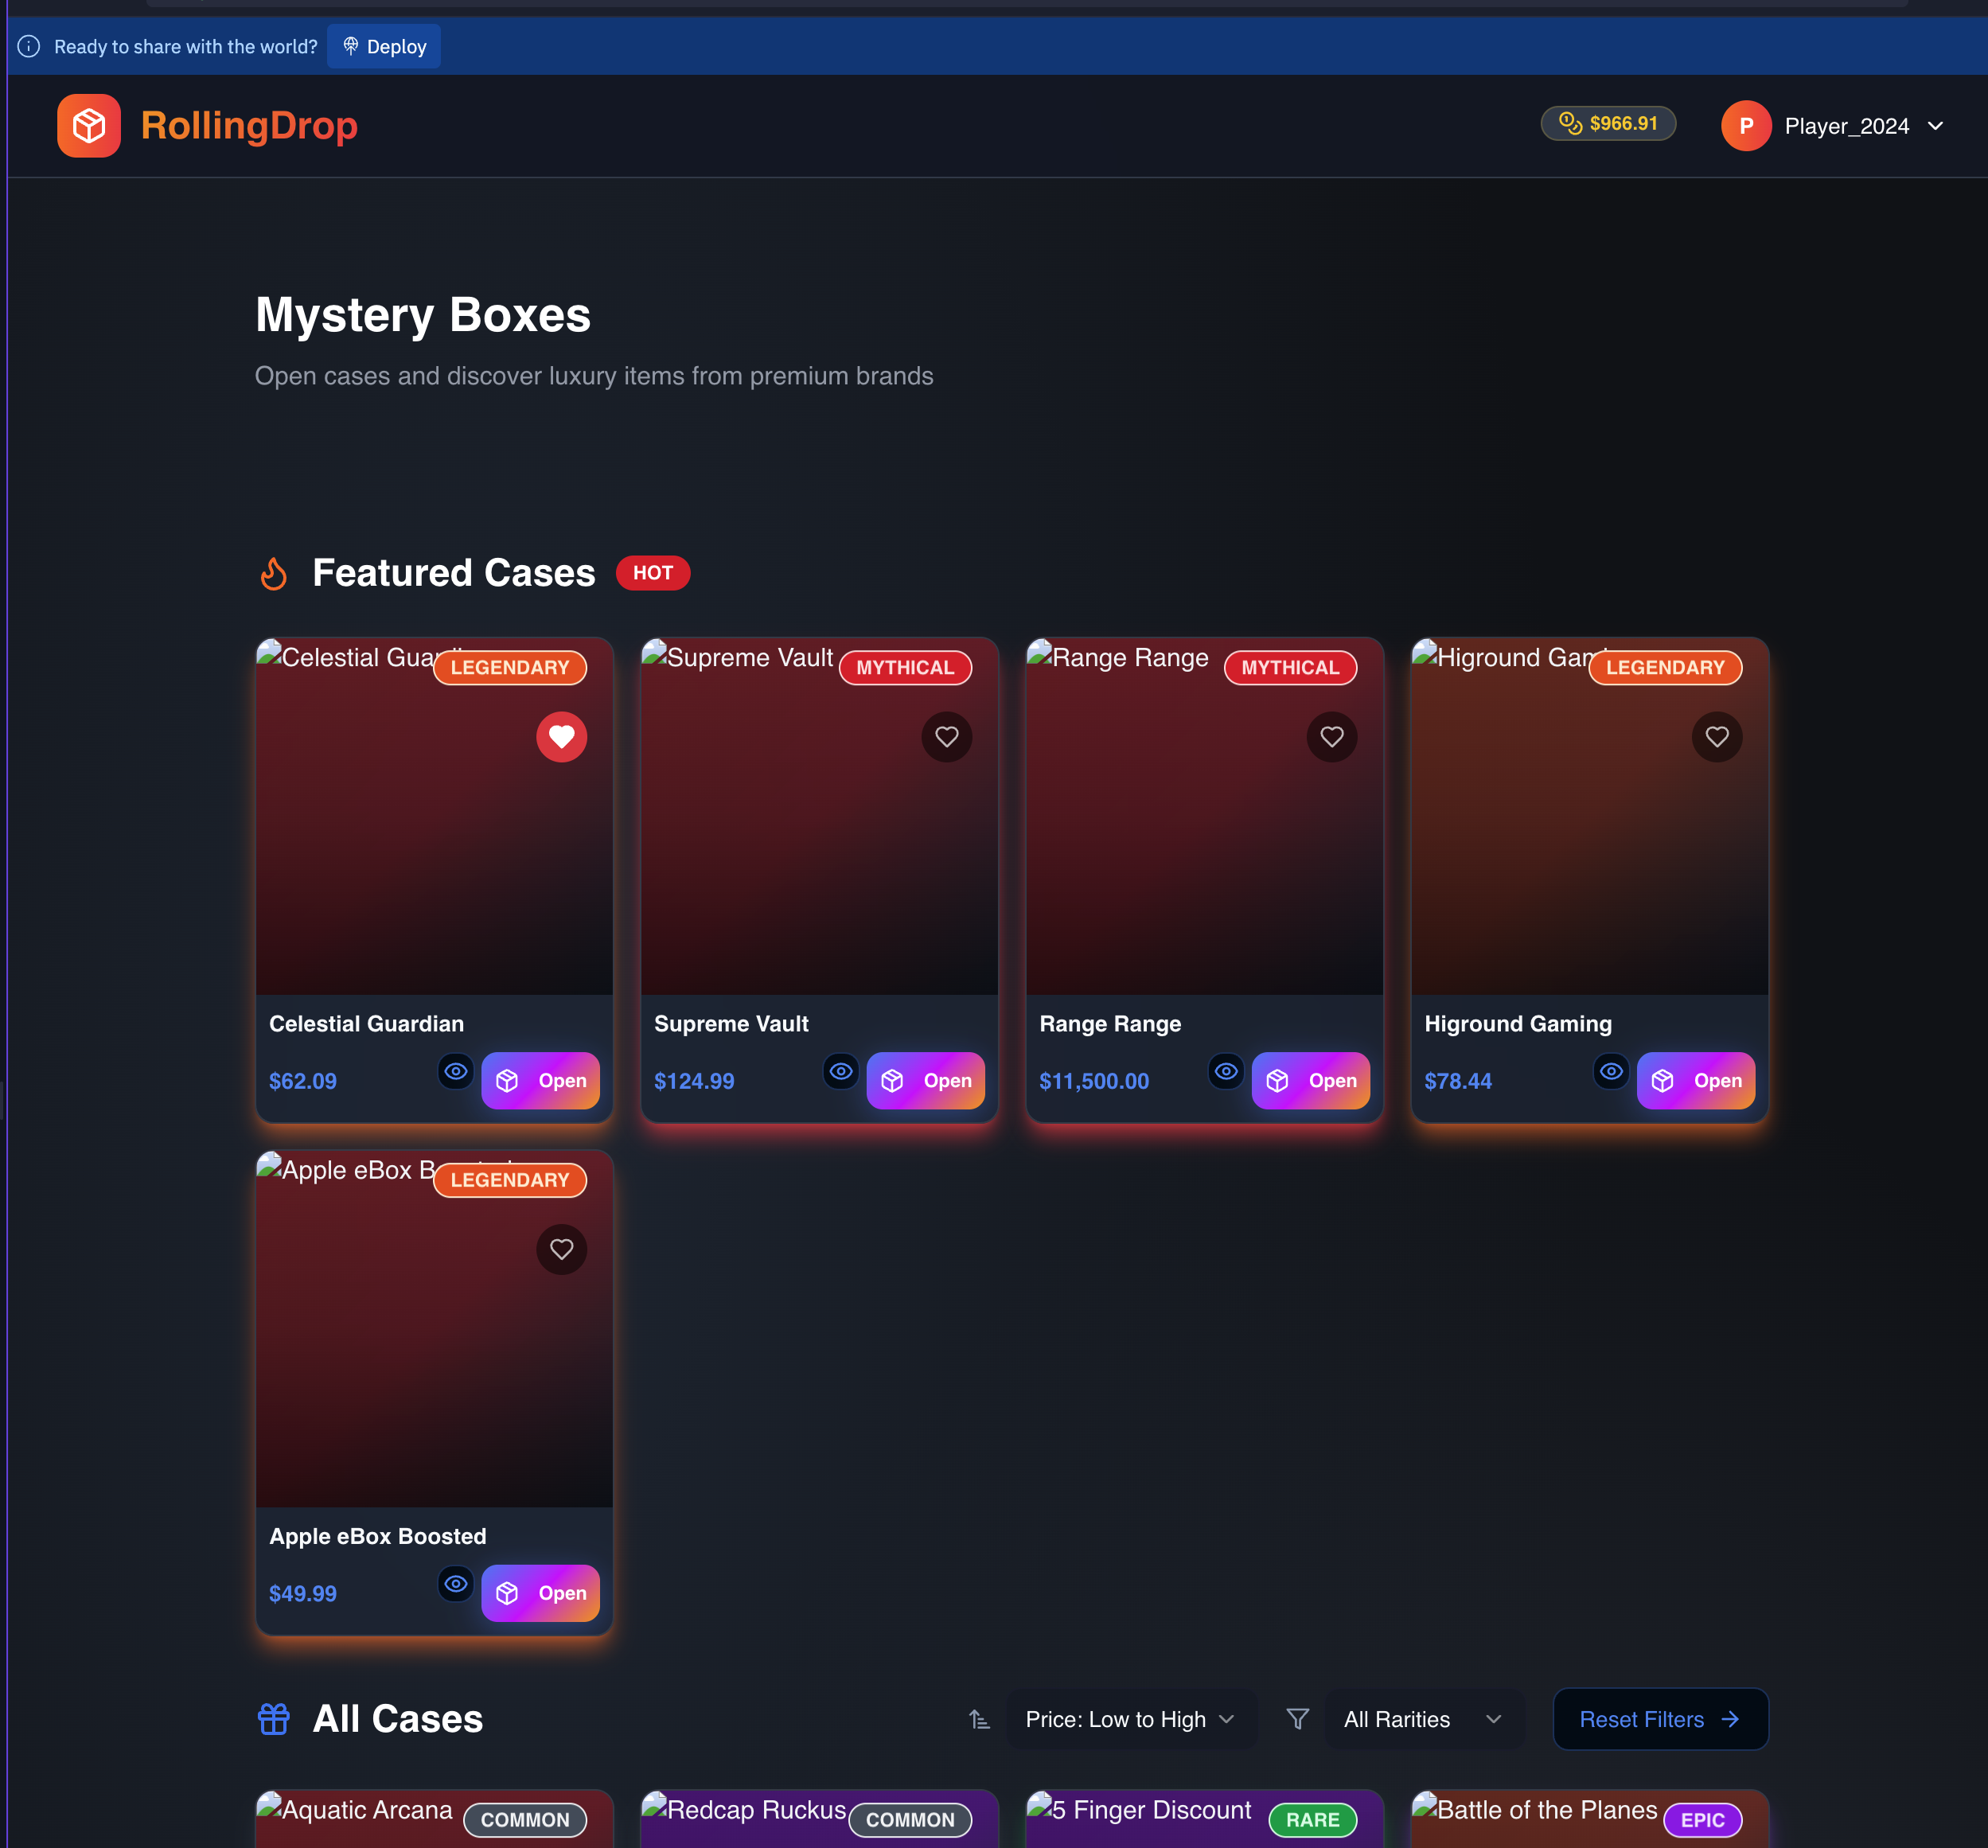 Ready to share with the world? Deploy
RollingDrop
$966.91
P
Player_2024
Mystery Boxes
Open cases and discover luxury items from premium brands
Featured Cases HOT
Celestial Guar
LEGENDARY
Supreme Vault
MYTHICAL
Range Range
MYTHICAL
Higround Gam
LEGENDARY
Celestial Guardian
$62.09
Open
Supreme Vault
$124.99
Open
Range Range
$11,500.00
Open
Higround Gaming
$78.44
Open
Apple eBox B
LEGENDARY
Apple eBox Boosted
$49.99
Open
All Cases
Price: Low to High
All Rarities
Reset Filters
Aquatic Arcana
COMMON
Redcap Ruckus
COMMON
5 Finger Discount
RARE
Battle of the Planes
EPIC